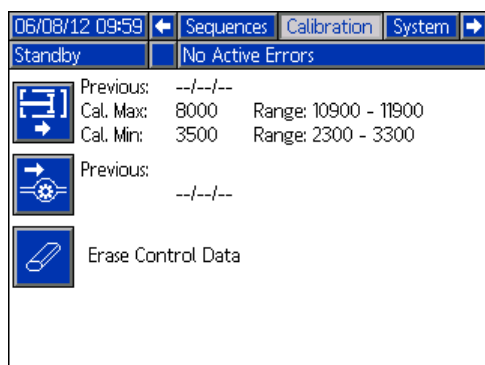 06/08/12 09:59 Sequences Calibration System
Standby No Active Errors
Previous: --/--/--
Cal. Max: 8000 Range: 10900 - 11900
Cal. Min: 3500 Range: 2300 - 3300
Previous:
--/--/--
Erase Control Data